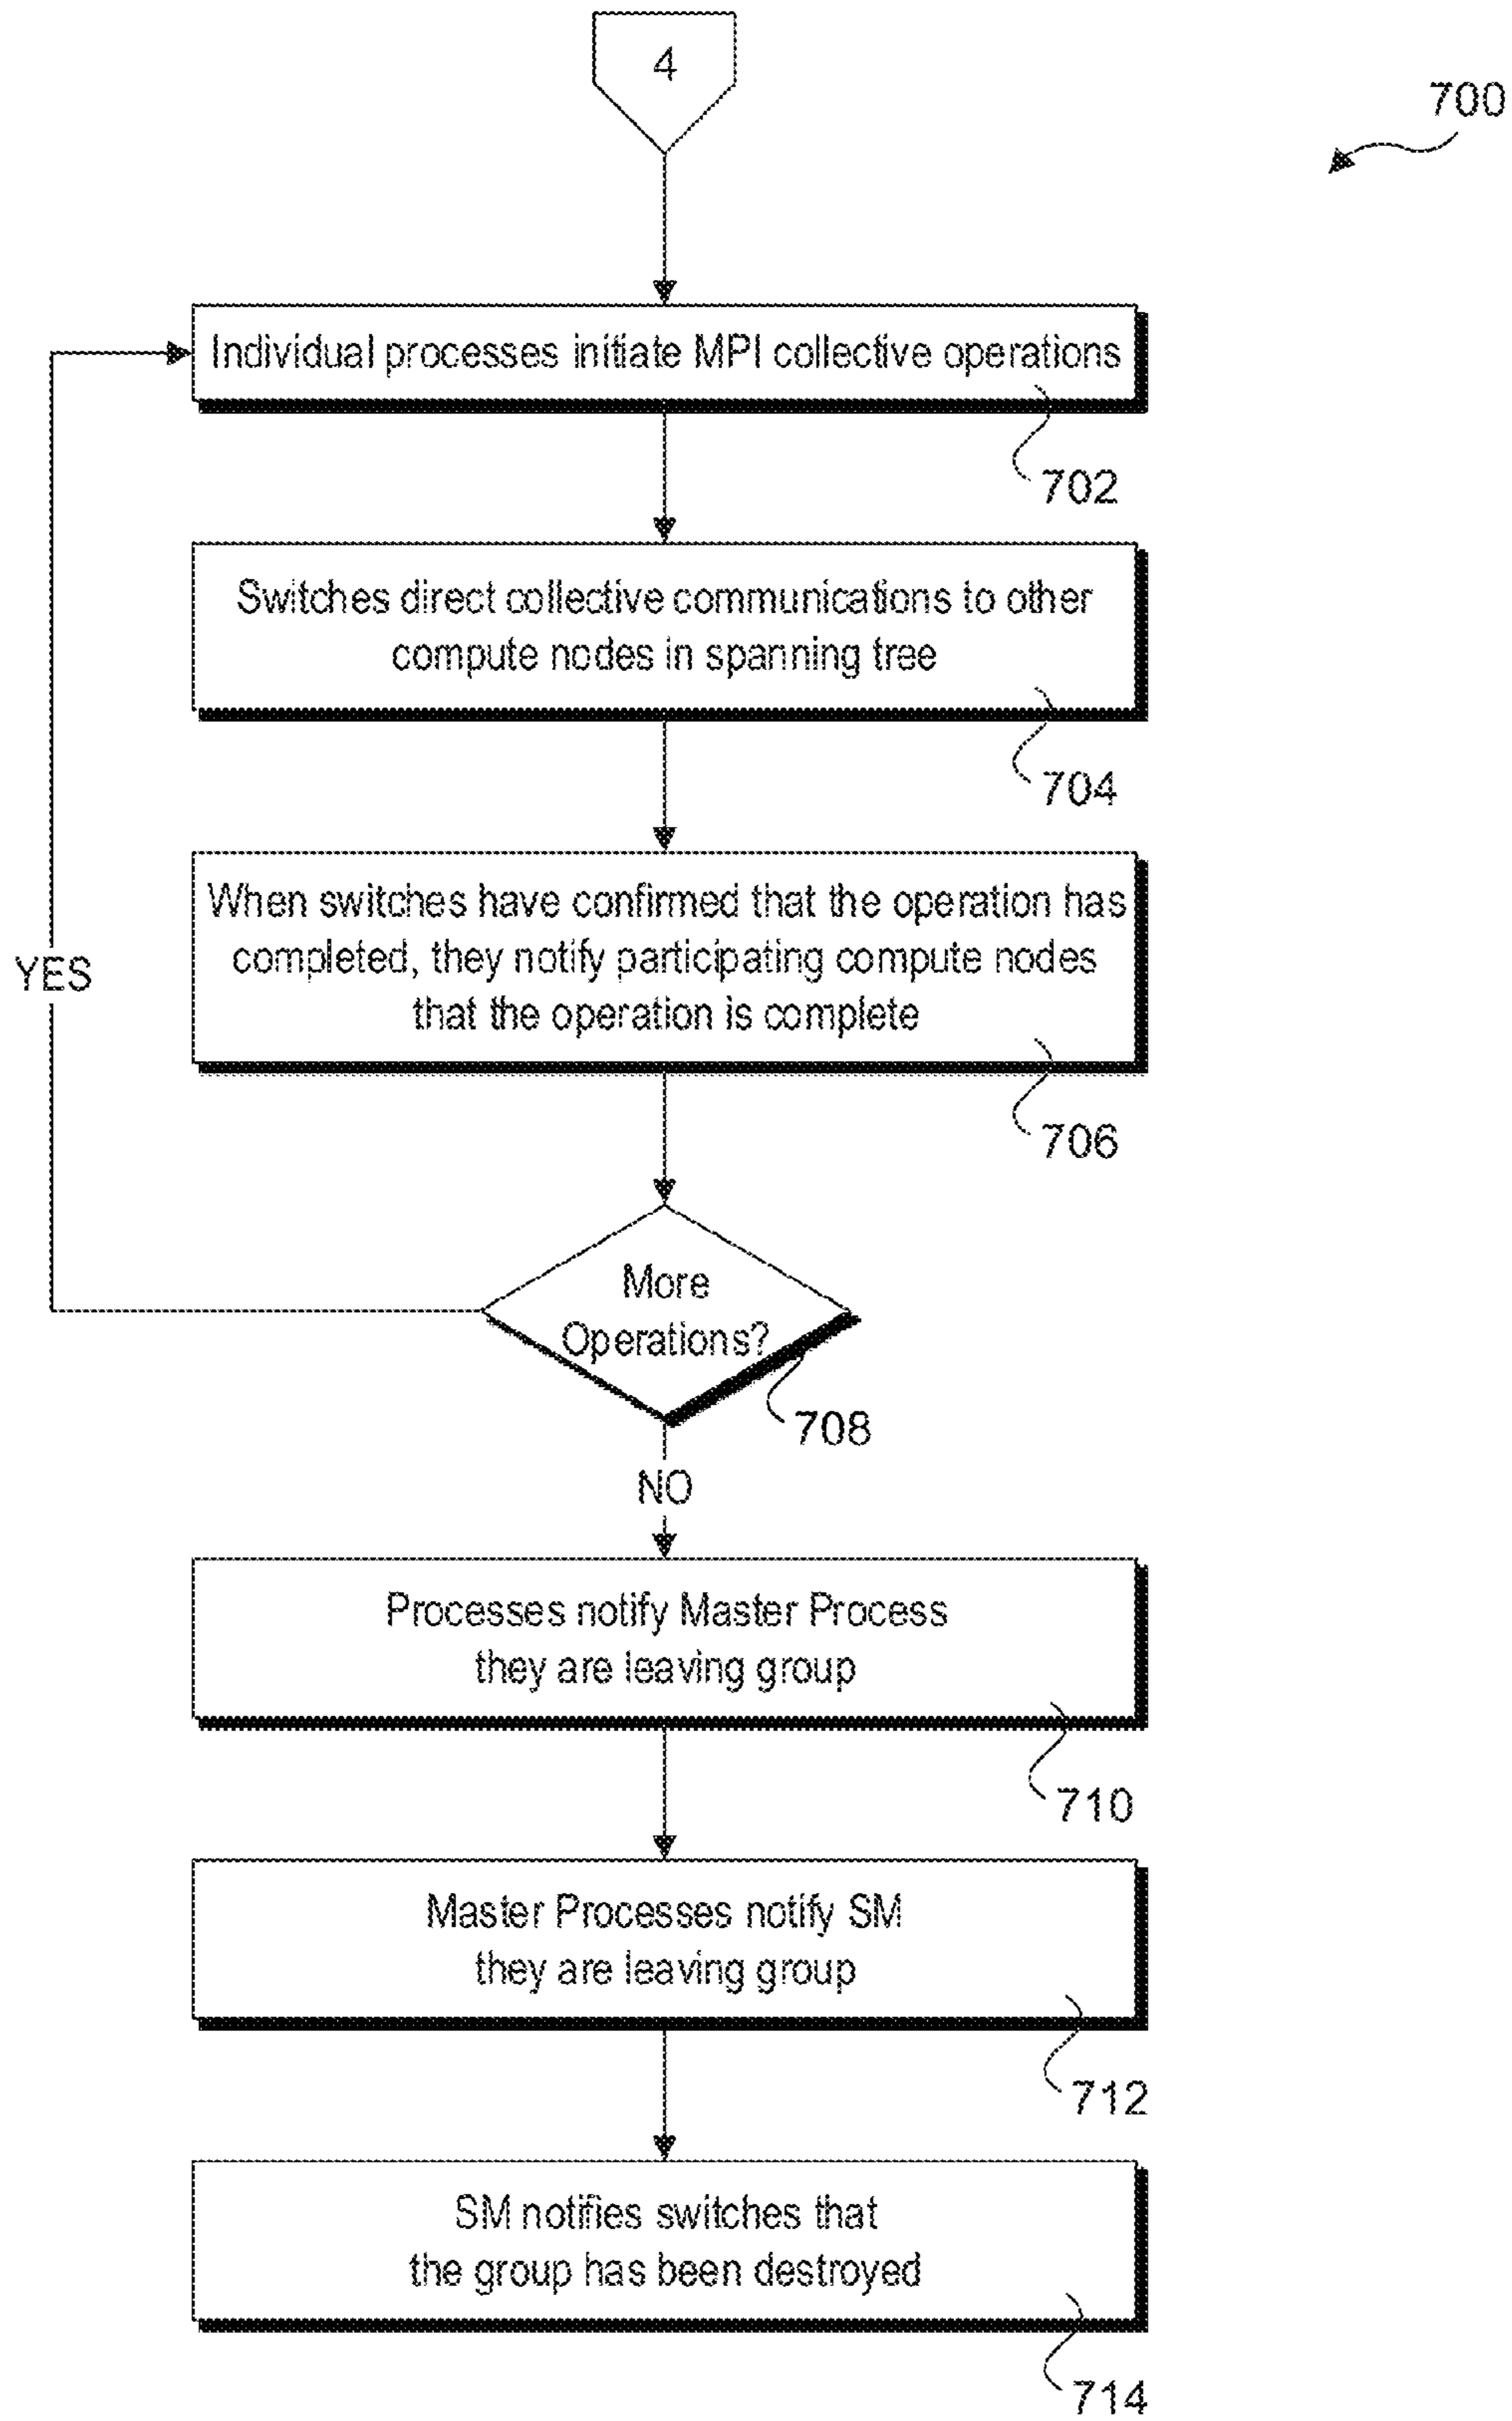 4
700
Individual processes initiate MPI collective operations
702
Switches direct collective communications to other
compute nodes in spanning tree
704
When switches have confirmed that the operation has
completed, they notify participating compute nodes
that the operation is complete
706
YES
More
Operations?
708
NO
Processes notify Master Process
they are leaving group
710
Master Processes notify SM
they are leaving group
712
SM notifies switches that
the group has been destroyed
714